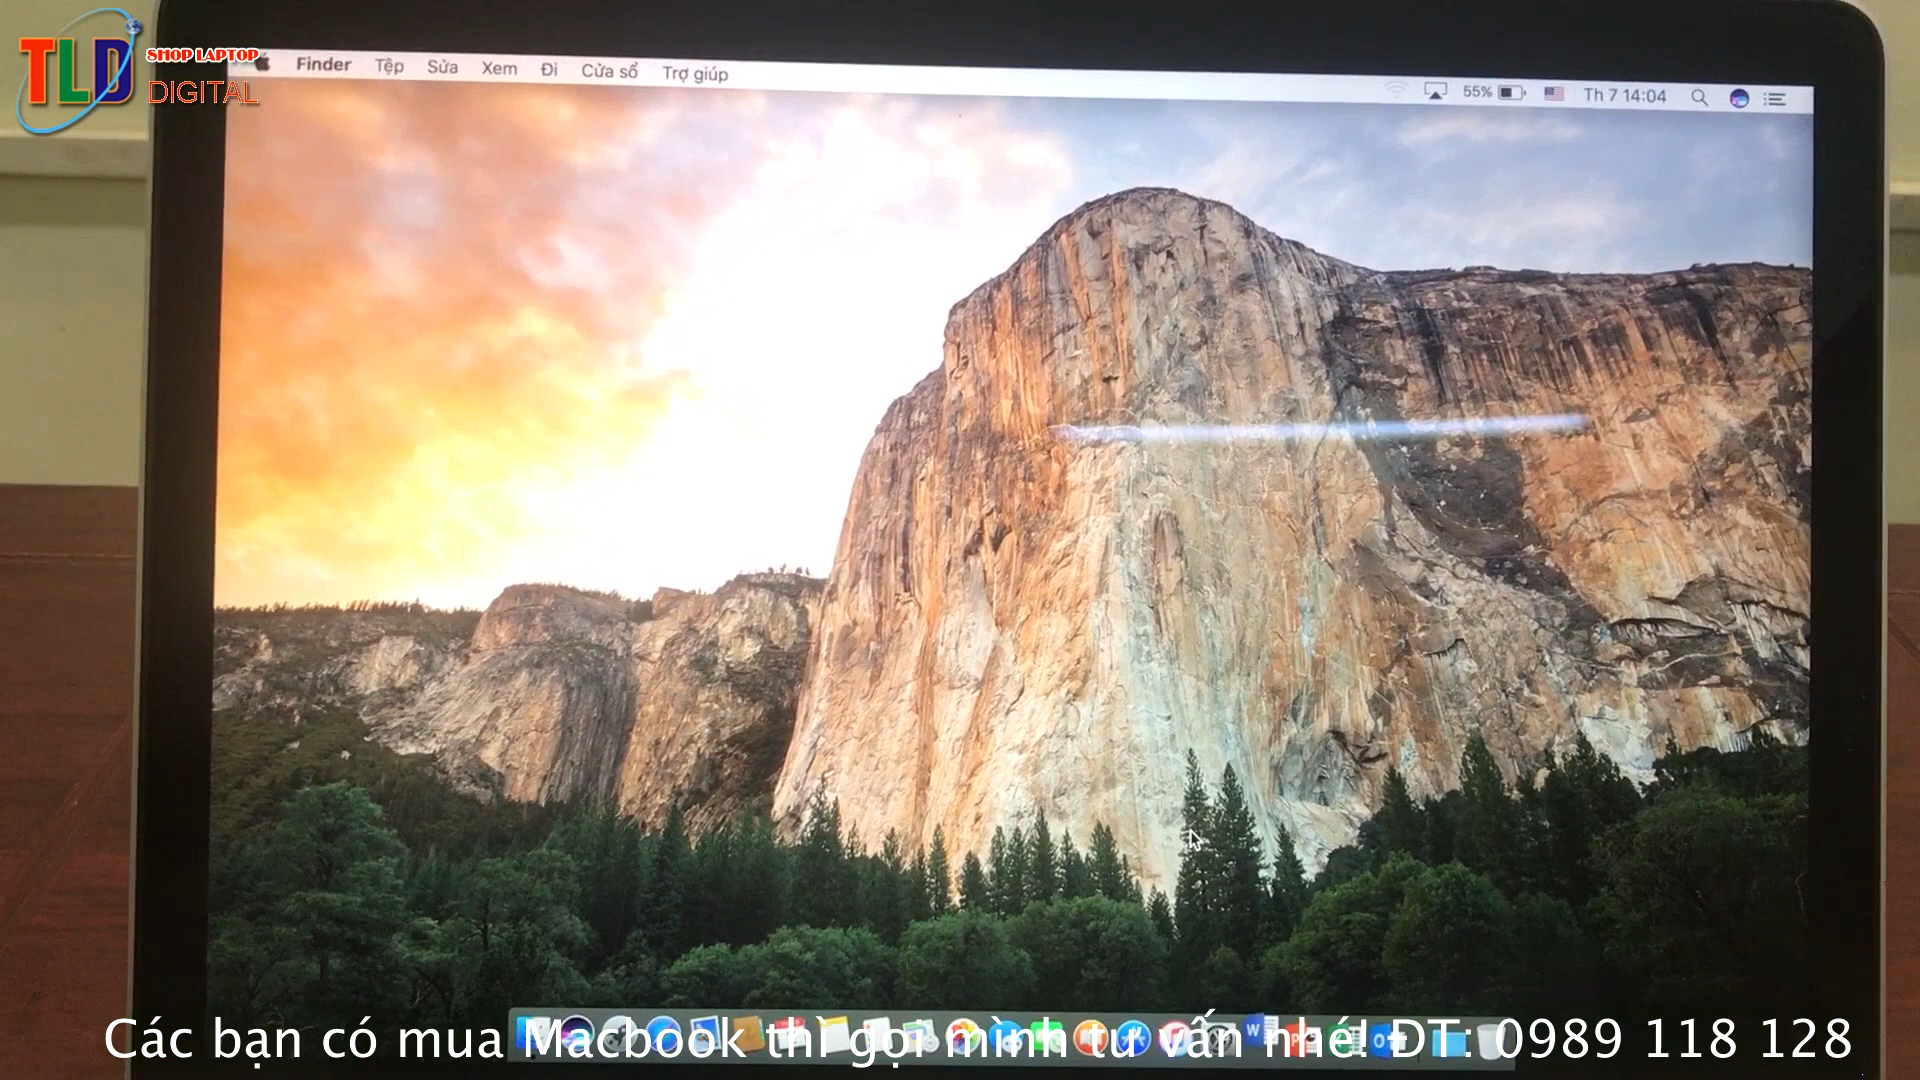 TLD
SHOP LAPTOP
DIGITAL
Finder Tệp Sửa Xem Đi Cửa sổ Trợ giúp
55% Th 7 14:04
Các bạn có mua Macbook thì gọi mình tư vấn nhé! ĐT: 0989 118 128